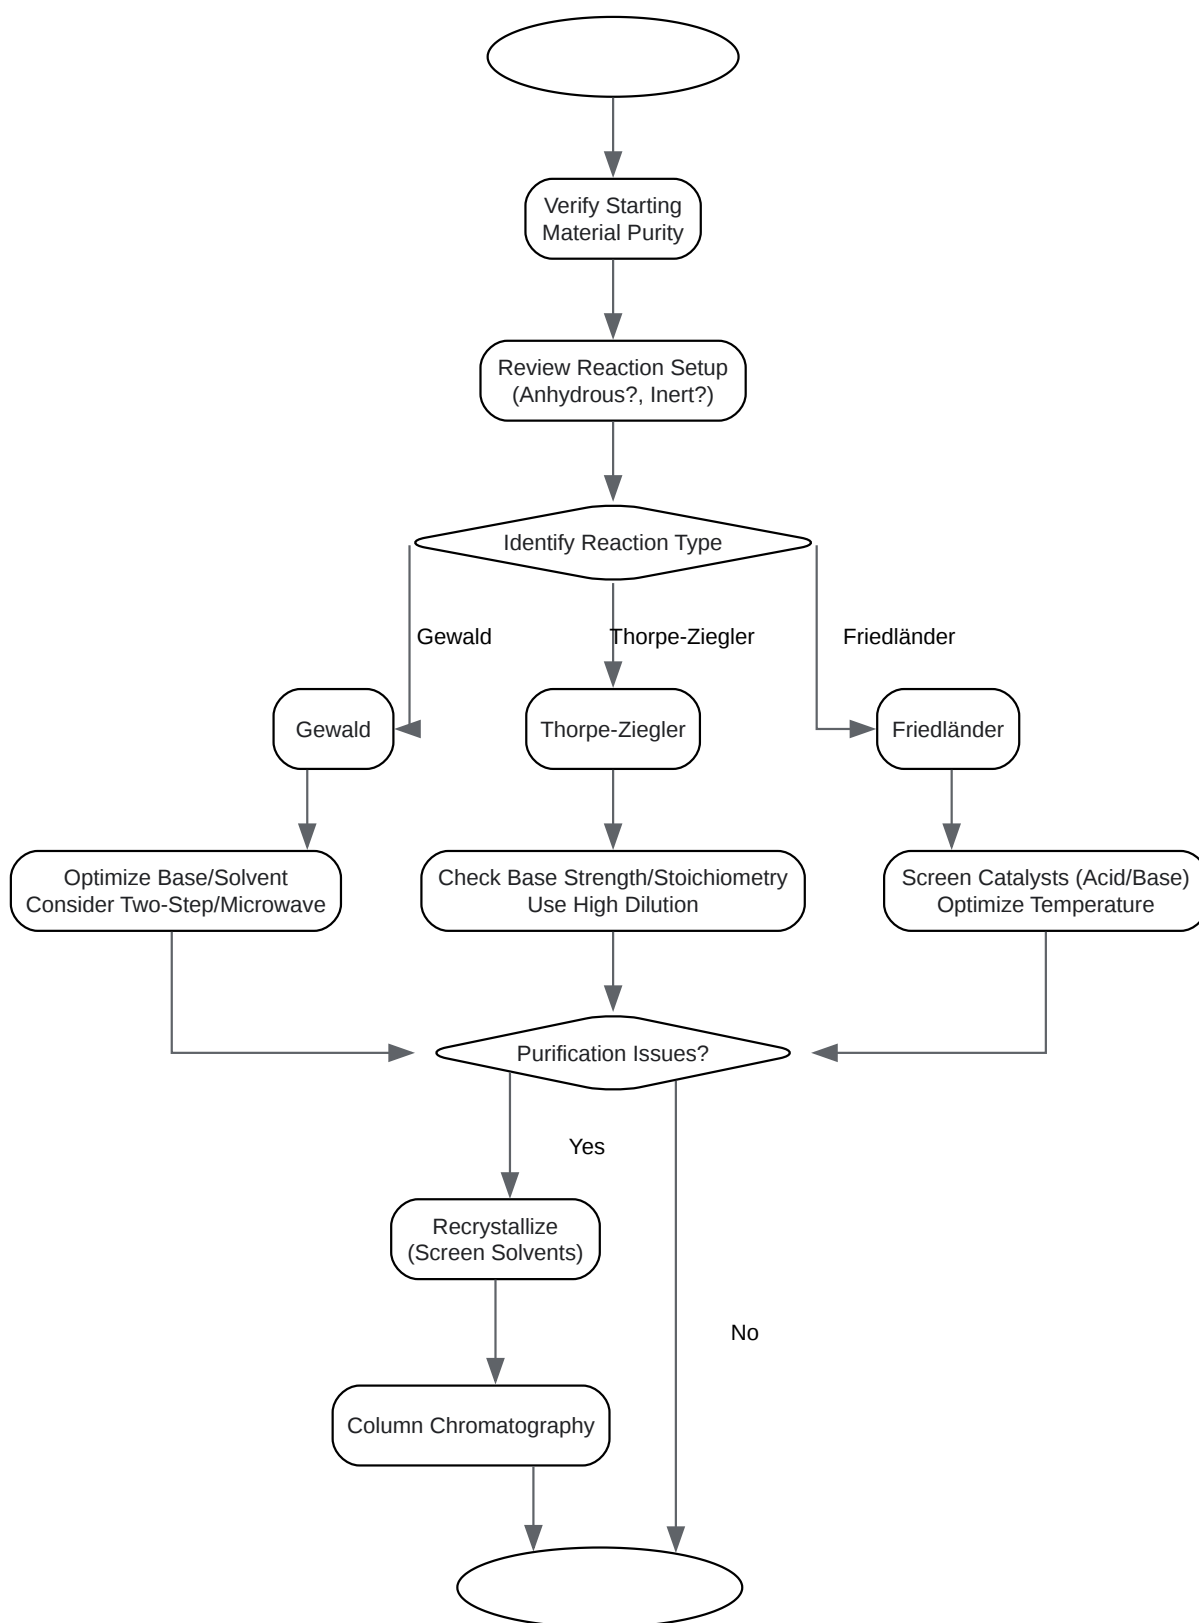 Verify Starting
Material Purity
Review Reaction Setup
(Anhydrous?, Inert?)
Identify Reaction Type
Gewald
Thorpe-Ziegler
Friedländer
Gewald
Thorpe-Ziegler
Friedländer
Optimize Base/Solvent
Consider Two-Step/Microwave
Check Base Strength/Stoichiometry
Use High Dilution
Screen Catalysts (Acid/Base)
Optimize Temperature
Purification Issues?
Yes
Recrystallize
(Screen Solvents)
No
Column Chromatography